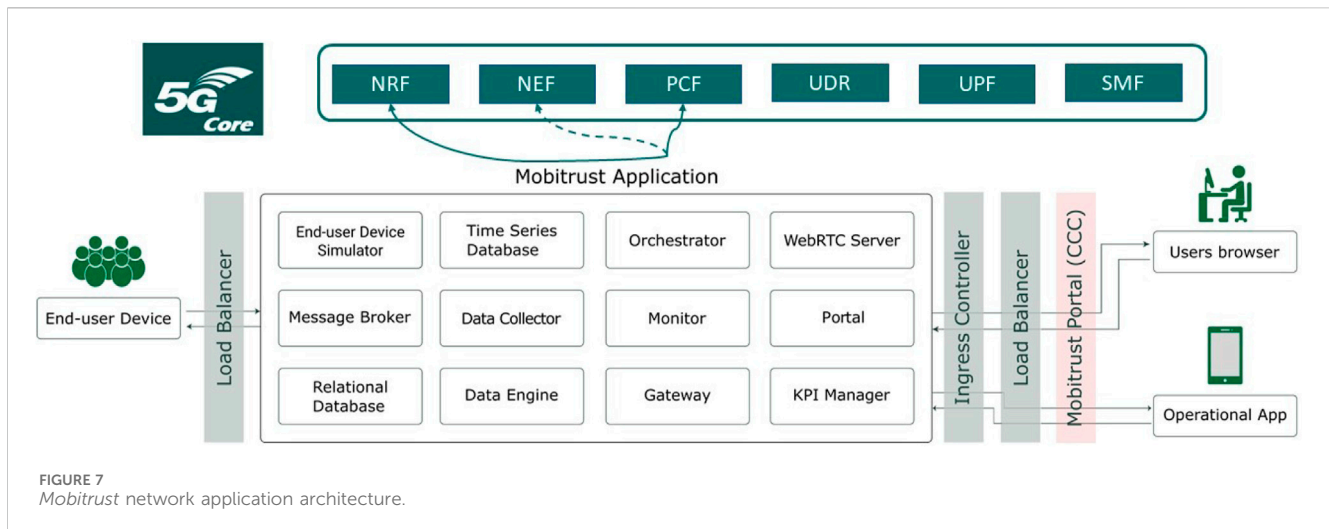 5G
Core
NRF
NEF
PCF
UDR
UPF
SMF
Mobitrust Application
End-user Device
Load Balancer
End-user Device
Simulator
Time Series
Database
Orchestrator
WebRTC Server
Message Broker
Data Collector
Monitor
Portal
Relational
Database
Data Engine
Gateway
KPI Manager
Ingress Controller
Load Balancer
Mobitrust Portal (CCC)
Users browser
Operational App
FIGURE 7
Mobitrust network application architecture.